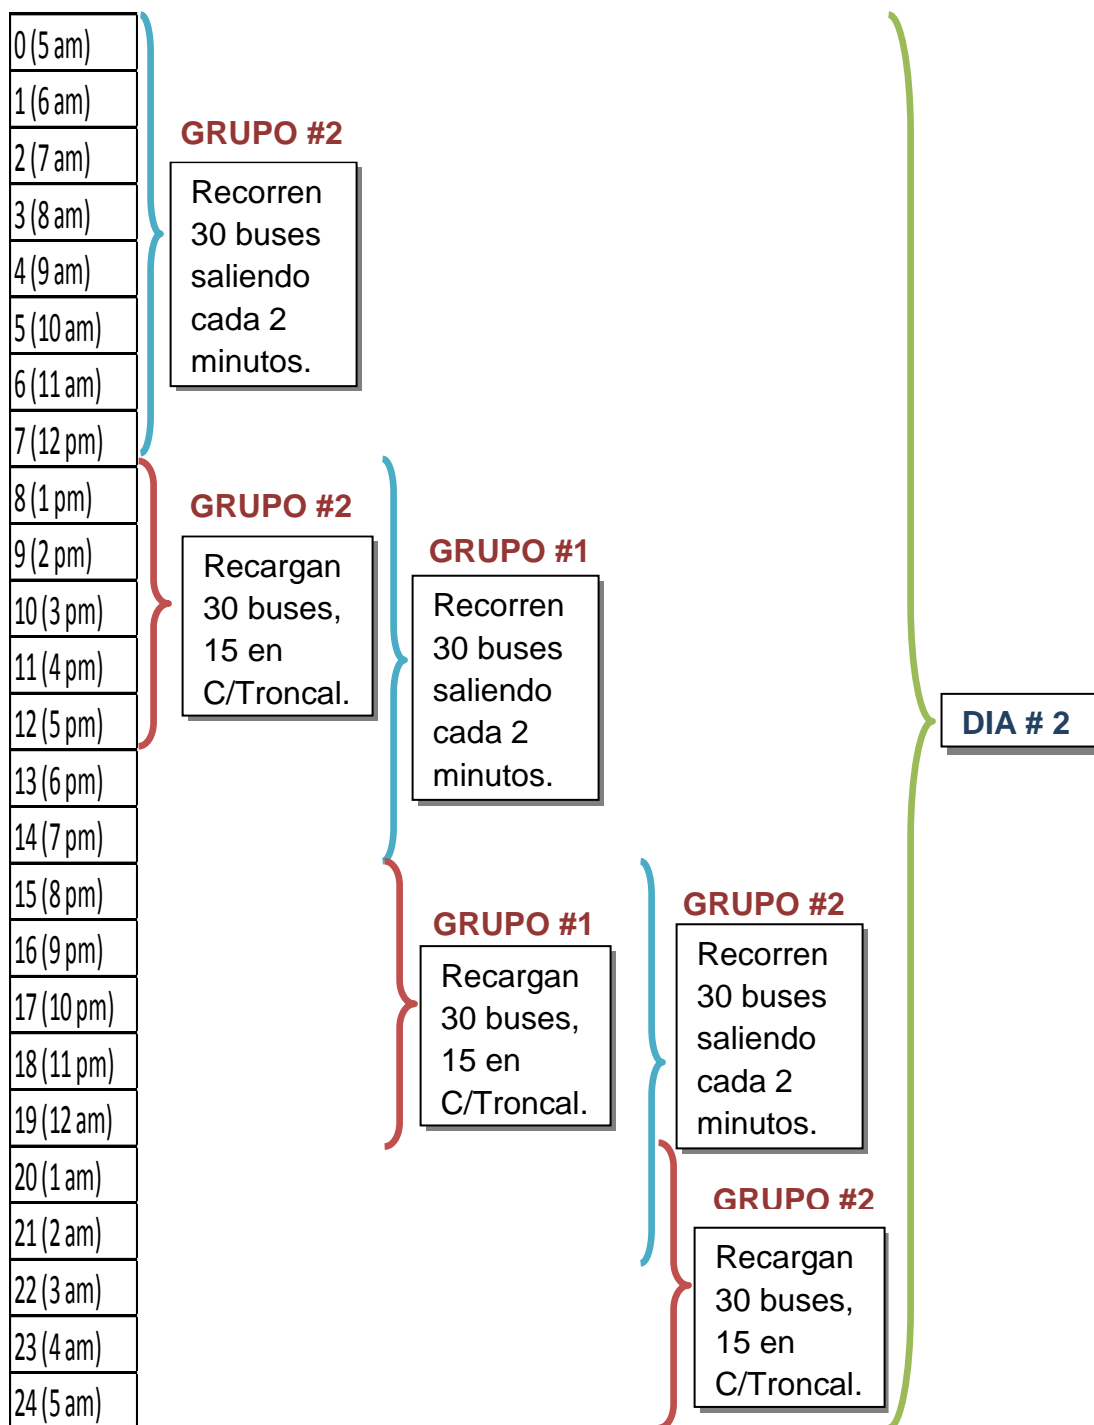 0 (5 am)
1 (6 am)
2 (7 am)
3 (8 am)
4 (9 am)
5 (10 am)
6 (11 am)
7 (12 pm)
8 (1 pm)
9 (2 pm)
10 (3 pm)
11 (4 pm)
12 (5 pm)
13 (6 pm)
14 (7 pm)
15 (8 pm)
16 (9 pm)
17 (10 pm)
18 (11 pm)
19 (12 am)
20 (1 am)
21 (2 am)
22 (3 am)
23 (4 am)
24 (5 am)
GRUPO #2
Recorren
30 buses
saliendo
cada 2
minutos.
GRUPO #2
Recargan
30 buses,
15 en
C/Troncal.
GRUPO #1
Recorren
30 buses
saliendo
cada 2
minutos.
GRUPO #1
Recargan
30 buses,
15 en
C/Troncal.
GRUPO #2
Recorren
30 buses
saliendo
cada 2
minutos.
GRUPO #2
Recargan
30 buses,
15 en
C/Troncal.
DIA # 2